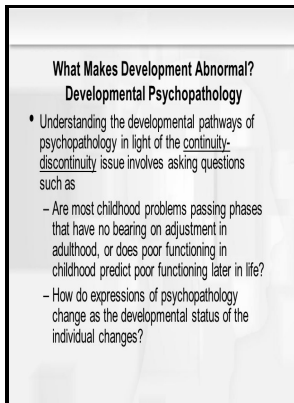 What Makes Development Abnormal?
Developmental Psychopathology
• Understanding the developmental pathways of
psychopathology in light of the continuity-
discontinuity issue involves asking questions
such as
– Are most childhood problems passing phases
that have no bearing on adjustment in
adulthood, or does poor functioning in
childhood predict poor functioning later in life?
– How do expressions of psychopathology
change as the developmental status of the
individual changes?